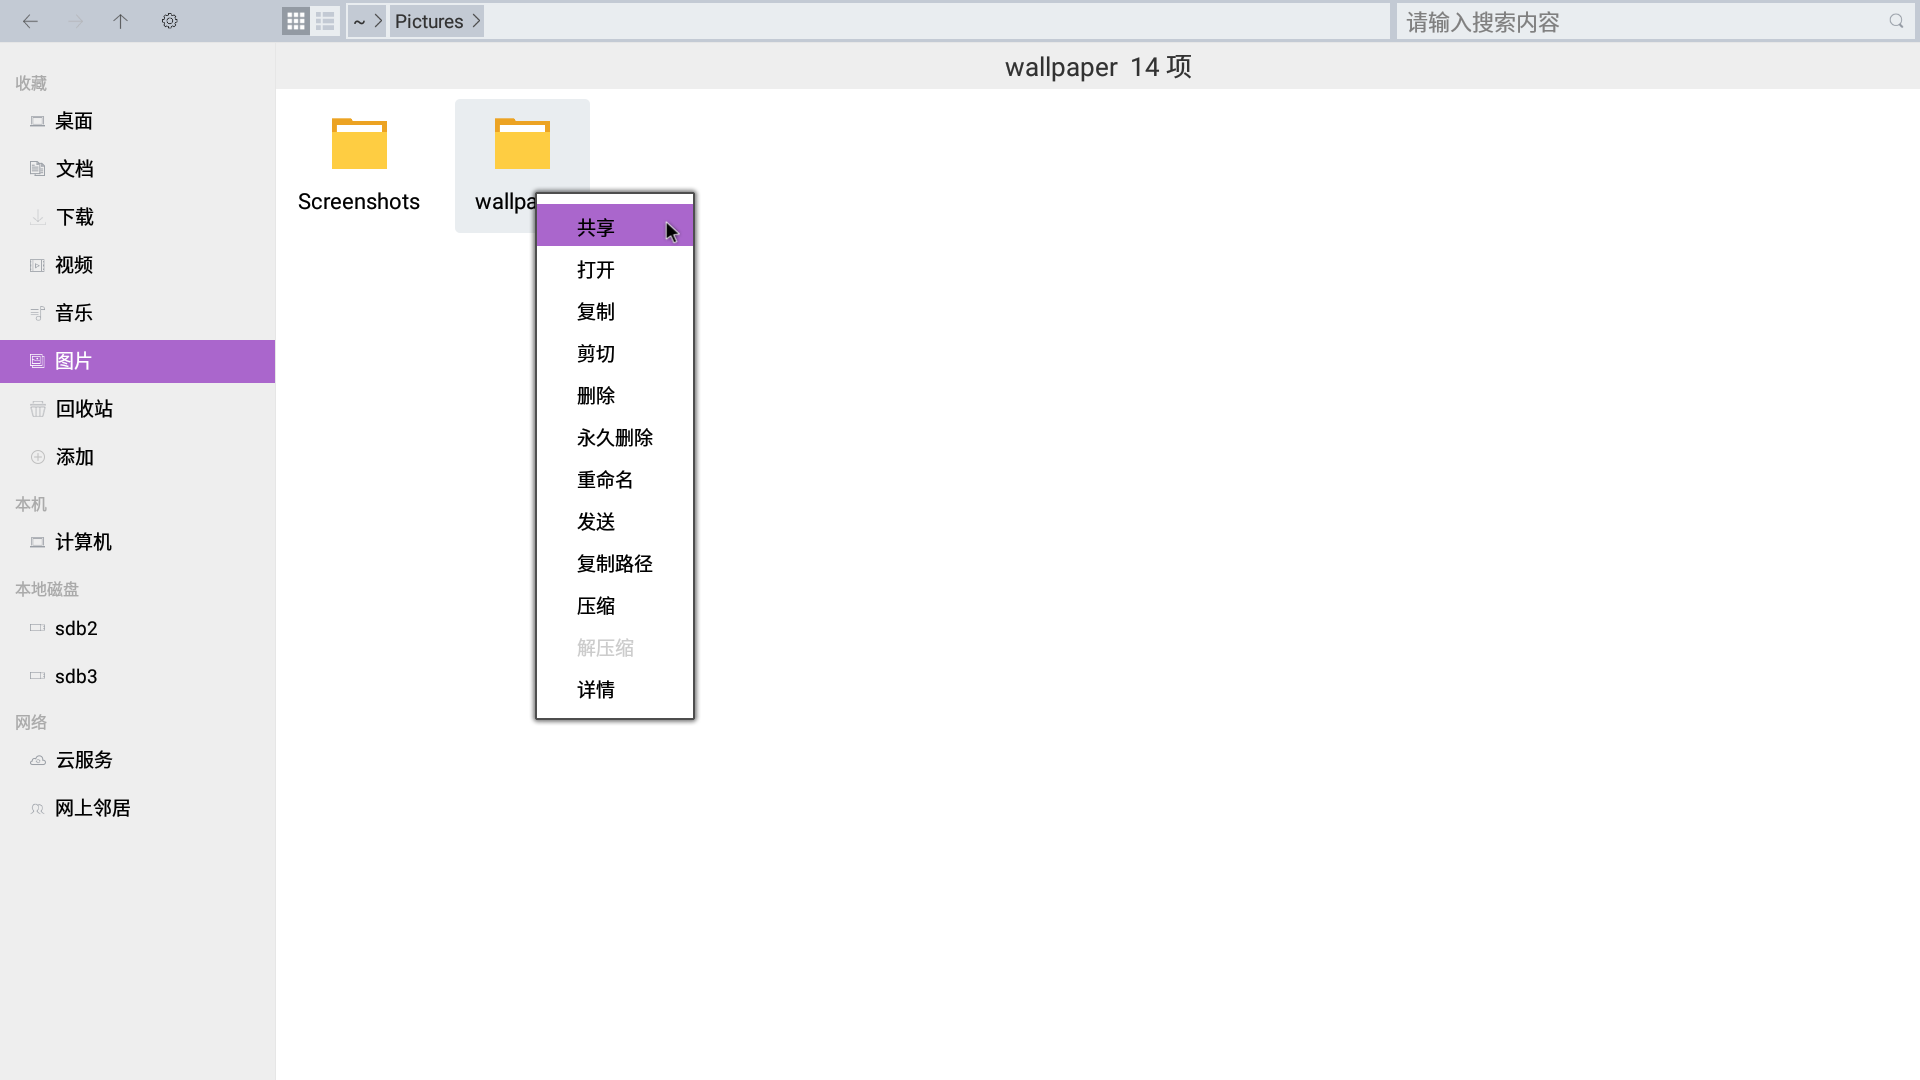 ~
Pictures
请输入搜索内容
wallpaper 14 项
收藏
桌面
文档
下载
视频
音乐
图片
回收站
添加
本机
计算机
本地磁盘
sdb2
sdb3
网络
云服务
网上邻居
Screenshots
wallpa
共享
打开
复制
剪切
删除
永久删除
重命名
发送
复制路径
压缩
解压缩
详情